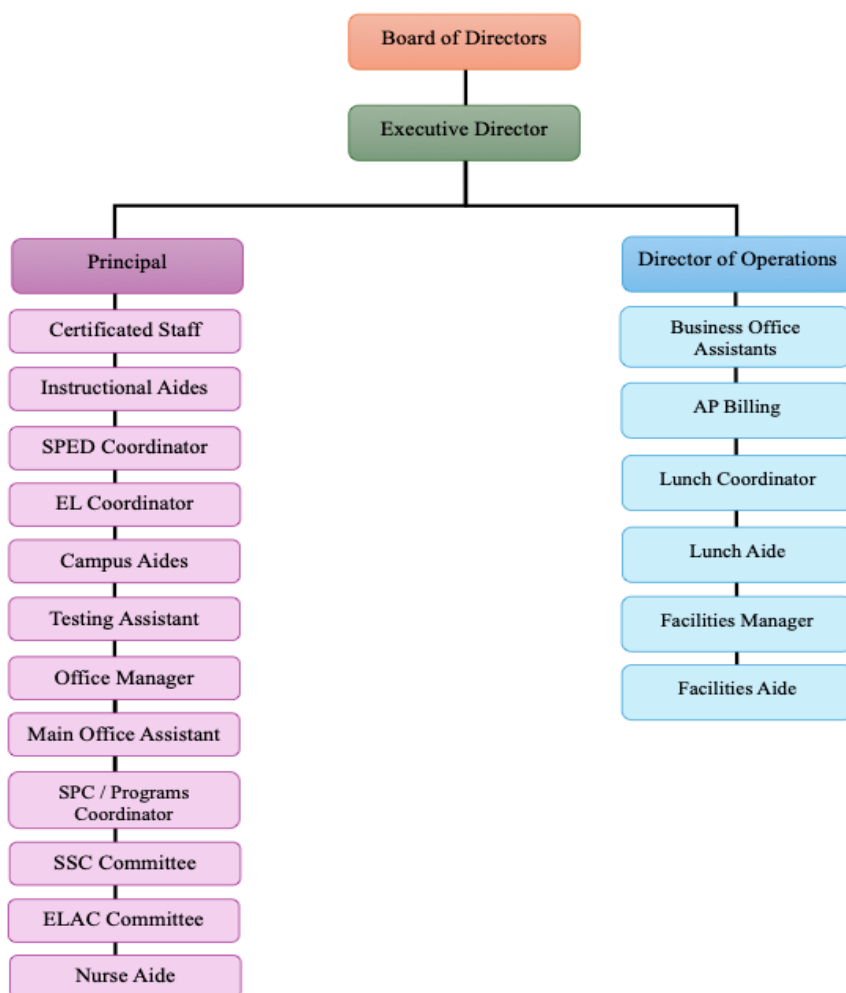 Board of Directors
Executive Director
Principal
Certificated Staff
Instructional Aides
SPED Coordinator
EL Coordinator
Campus Aides
Testing Assistant
Office Manager
Main Office Assistant
SPC / Programs
Coordinator
SSC Committee
ELAC Committee
Nurse Aide
Director of Operations
Business Office
Assistants
AP Billing
Lunch Coordinator
Lunch Aide
Facilities Manager
Facilities Aide